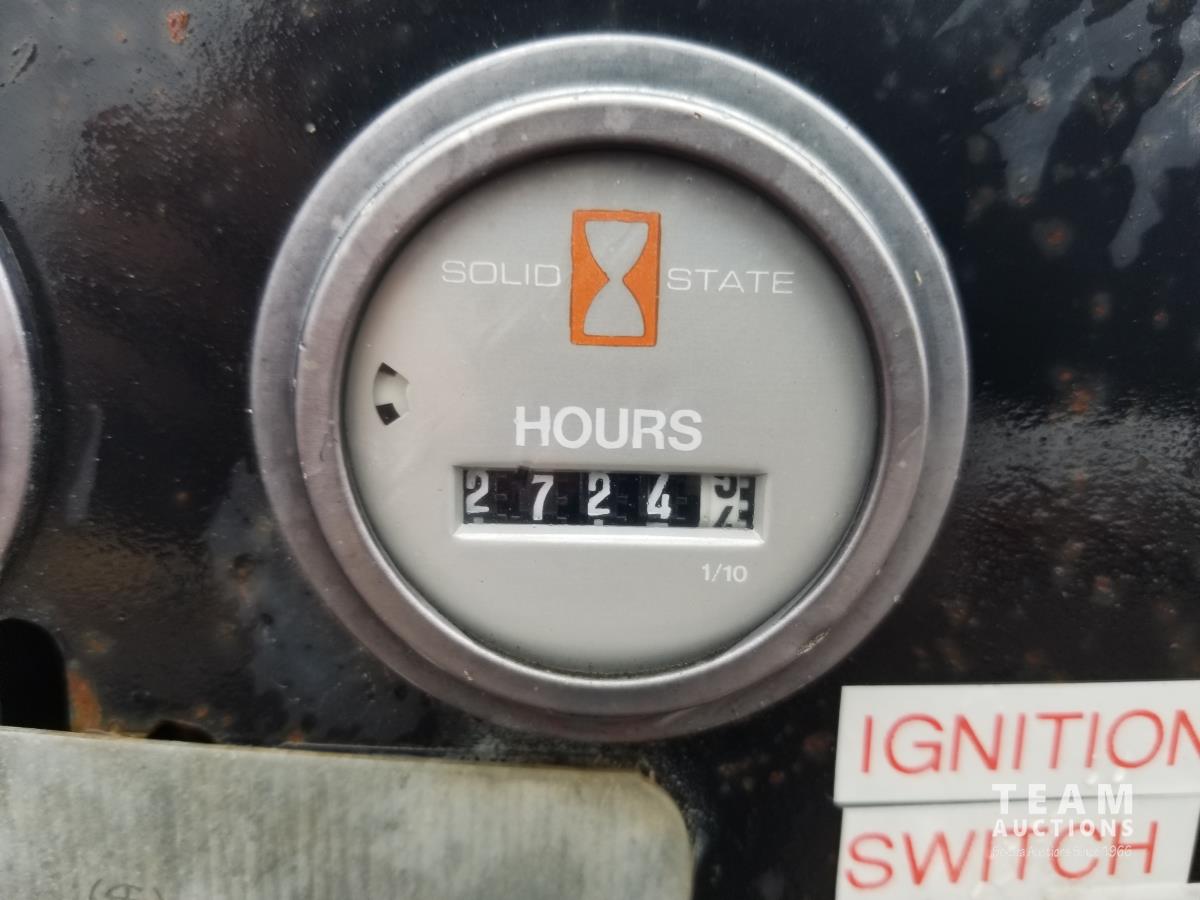 SOLID STATE
HOURS
2724
1/10
IGNITION
SWITCH
TEAM
AUCTIONS